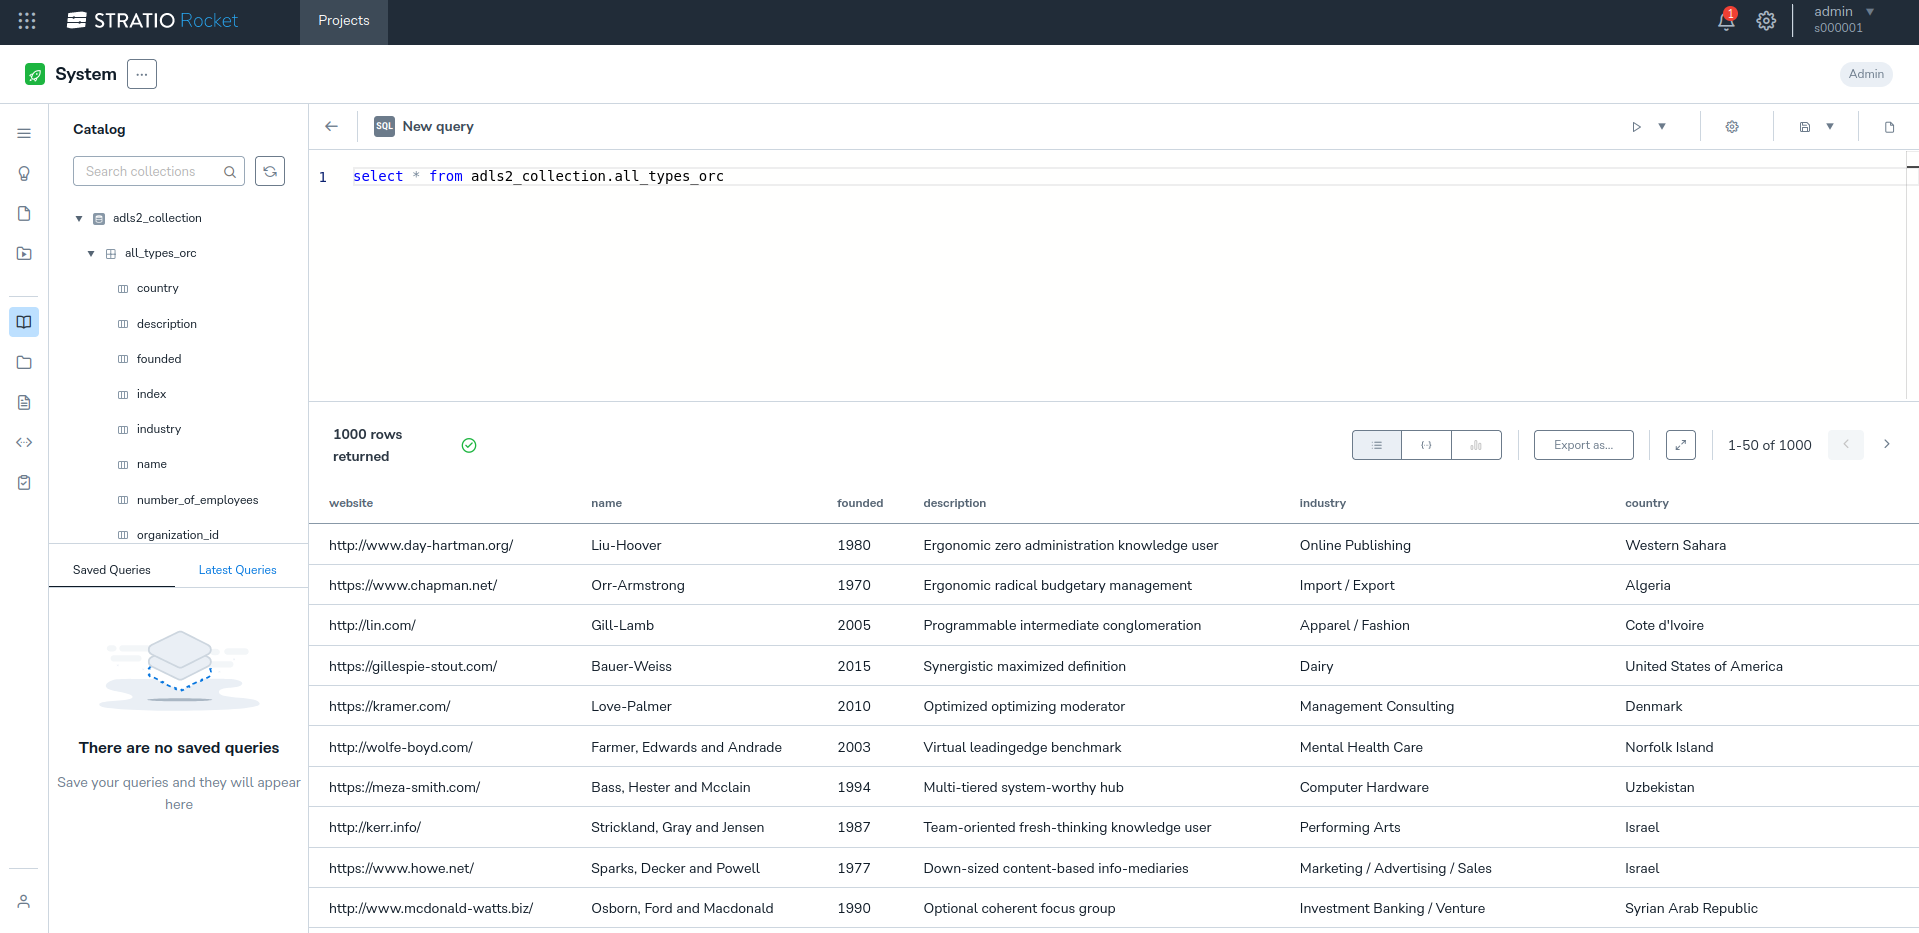 STRATIO Rocket
Projects
1
admin
s000001
System
...
Admin
Catalog
Search collections
adls2_collection
all_types_orc
country
description
founded
index
industry
name
number_of_employees
organization_id
Saved Queries
Latest Queries
There are no saved queries
Save your queries and they will appear
here
SQL New query
1 select * from adls2_collection.all_types_orc
1000 rows
returned
Export as...
1-50 of 1000
website name founded description industry country
http://www.day-hartman.org/ Liu-Hoover 1980 Ergonomic zero administration knowledge user Online Publishing Western Sahara
https://www.chapman.net/ Orr-Armstrong 1970 Ergonomic radical budgetary management Import / Export Algeria
http://lin.com/ Gill-Lamb 2005 Programmable intermediate conglomeration Apparel / Fashion Cote d'Ivoire
https://gillespie-stout.com/ Bauer-Weiss 2015 Synergistic maximized definition Dairy United States of America
https://kramer.com/ Love-Palmer 2010 Optimized optimizing moderator Management Consulting Denmark
http://wolfe-boyd.com/ Farmer, Edwards and Andrade 2003 Virtual leadingedge benchmark Mental Health Care Norfolk Island
https://meza-smith.com/ Bass, Hester and Mcclain 1994 Multi-tiered system-worthy hub Computer Hardware Uzbekistan
http://kerr.info/ Strickland, Gray and Jensen 1987 Team-oriented fresh-thinking knowledge user Performing Arts Israel
https://www.howe.net/ Sparks, Decker and Powell 1977 Down-sized content-based info-mediaries Marketing / Advertising / Sales Israel
http://www.mcdonald-watts.biz/ Osborn, Ford and Macdonald 1990 Optional coherent focus group Investment Banking / Venture Syrian Arab Republic